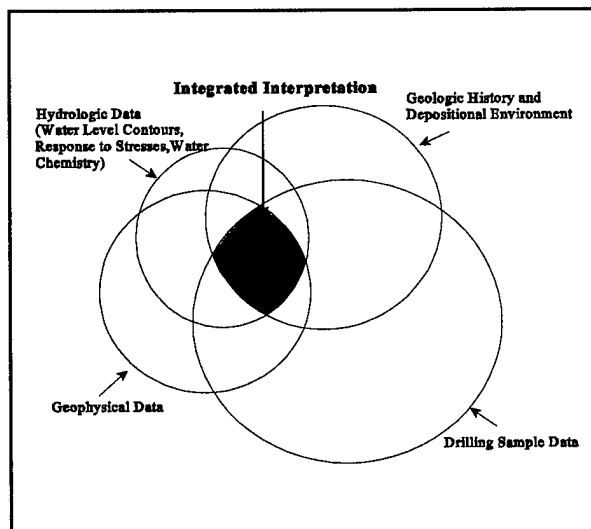 Integrated Interpretation
Hydrologic Data
(Water Level Contours,
Response to Stresses,Water
Chemistry)
Geologic History and
Depositional Environment
Geophysical Data
Drilling Sample Data